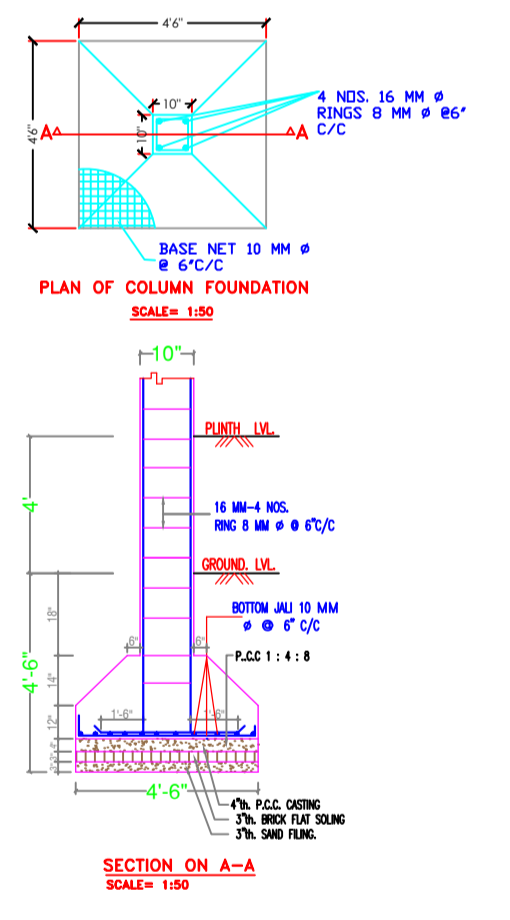 4'6"
4'6"
10"
10"
A
A
4 NOS. 16 MM Ø
RINGS 8 MM Ø @6"
C/C
BASE NET 10 MM Ø
@ 6"C/C
PLAN OF COLUMN FOUNDATION
SCALE= 1:50
10"
PLINTH LVL.
4'
16 MM-4 NOS.
RING 8 MM Ø @ 6"C/C
GROUND. LVL.
18"
BOTTOM JALI 10 MM
Ø @ 6" C/C
6"
6"
P.C.C 1 : 4 : 8
4'-6"
14"
12"
1'-6"
1'-6"
4"
3"
3"
4'-6"
4"th. P.C.C. CASTING
3"th. BRICK FLAT SOLING
3"th. SAND FILING.
SECTION ON A-A
SCALE= 1:50